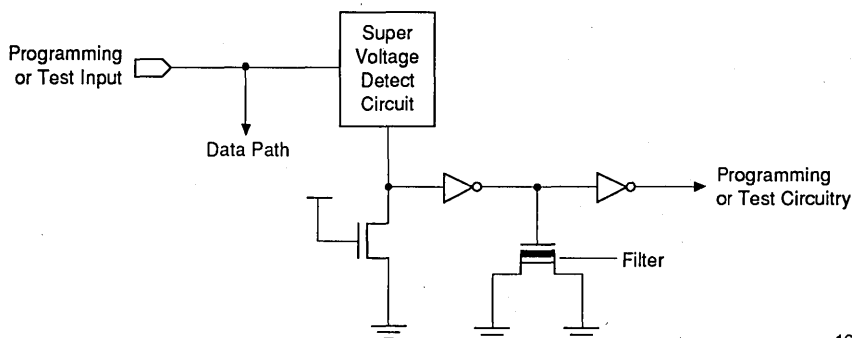 Super
Voltage
Detect
Circuit
Programming
or Test Input
Data Path
Programming
or Test Circuitry
Filter